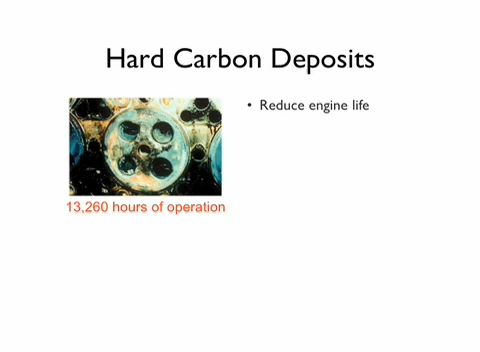 Hard Carbon Deposits
• Reduce engine life
13,260 hours of operation